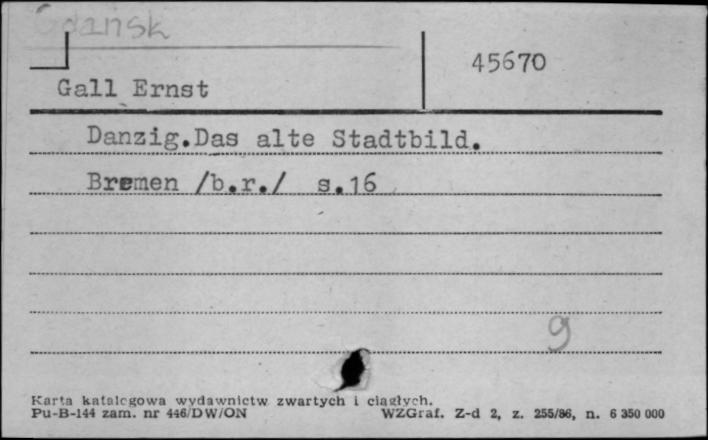 Gdańsk
45670
Gall Ernst
Danzig.Das alte Stadtbild.
Bremen /b.r./ s.16
9
Karta katalogowa wydawnictw zwartych i ciągłych.
Pu-B-144 zam. nr 446/DW/ON WZGraf. Z-d 2, z. 255/86, n. 6 350 000